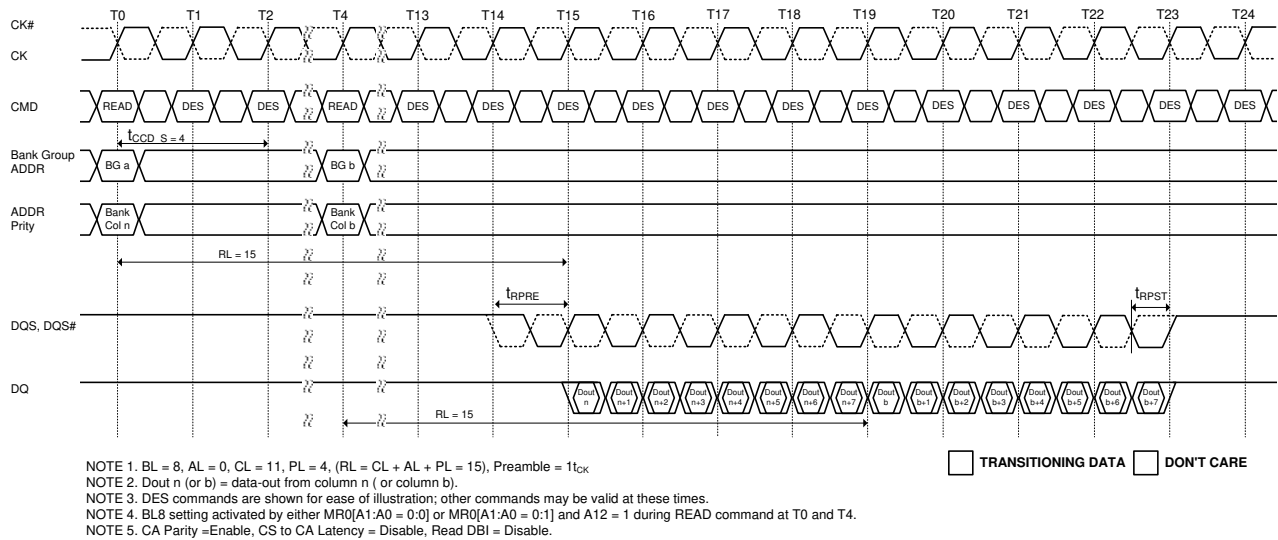 T0 T1 T2 T4 T13 T14 T15 T16 T17 T18 T19 T20 T21 T22 T23 T24
CK#
CK
CMD READ DES DES READ DES DES DES DES DES DES DES DES DES DES DES DES
tCCD_S = 4
Bank Group
ADDR
BG a BG b
ADDR
Prity
Bank
Col n
Bank
Col b
RL = 15
tRPRE tRPST
DQS, DQS#
DQ
Dout
n
Dout
n+1
Dout
n+2
Dout
n+3
Dout
n+4
Dout
n+5
Dout
n+6
Dout
n+7
Dout
b
Dout
b+1
Dout
b+2
Dout
b+3
Dout
b+4
Dout
b+5
Dout
b+6
Dout
b+7
RL = 15
TRANSITIONING DATA DON'T CARE
NOTE 1. BL = 8, AL = 0, CL = 11, PL = 4, (RL = CL + AL + PL = 15), Preamble = 1tCK
NOTE 2. Dout n (or b) = data-out from column n ( or column b).
NOTE 3. DES commands are shown for ease of illustration; other commands may be valid at these times.
NOTE 4. BL8 setting activated by either MR0[A1:A0 = 0:0] or MR0[A1:A0 = 0:1] and A12 = 1 during READ command at T0 and T4.
NOTE 5. CA Parity =Enable, CS to CA Latency = Disable, Read DBI = Disable.